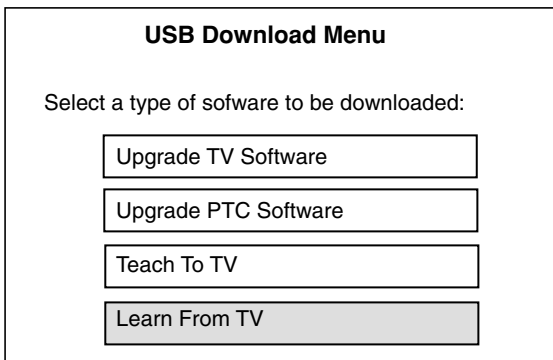 USB Download Menu
Select a type of sofware to be downloaded:
Upgrade TV Software
Upgrade PTC Software
Teach To TV
Learn From TV